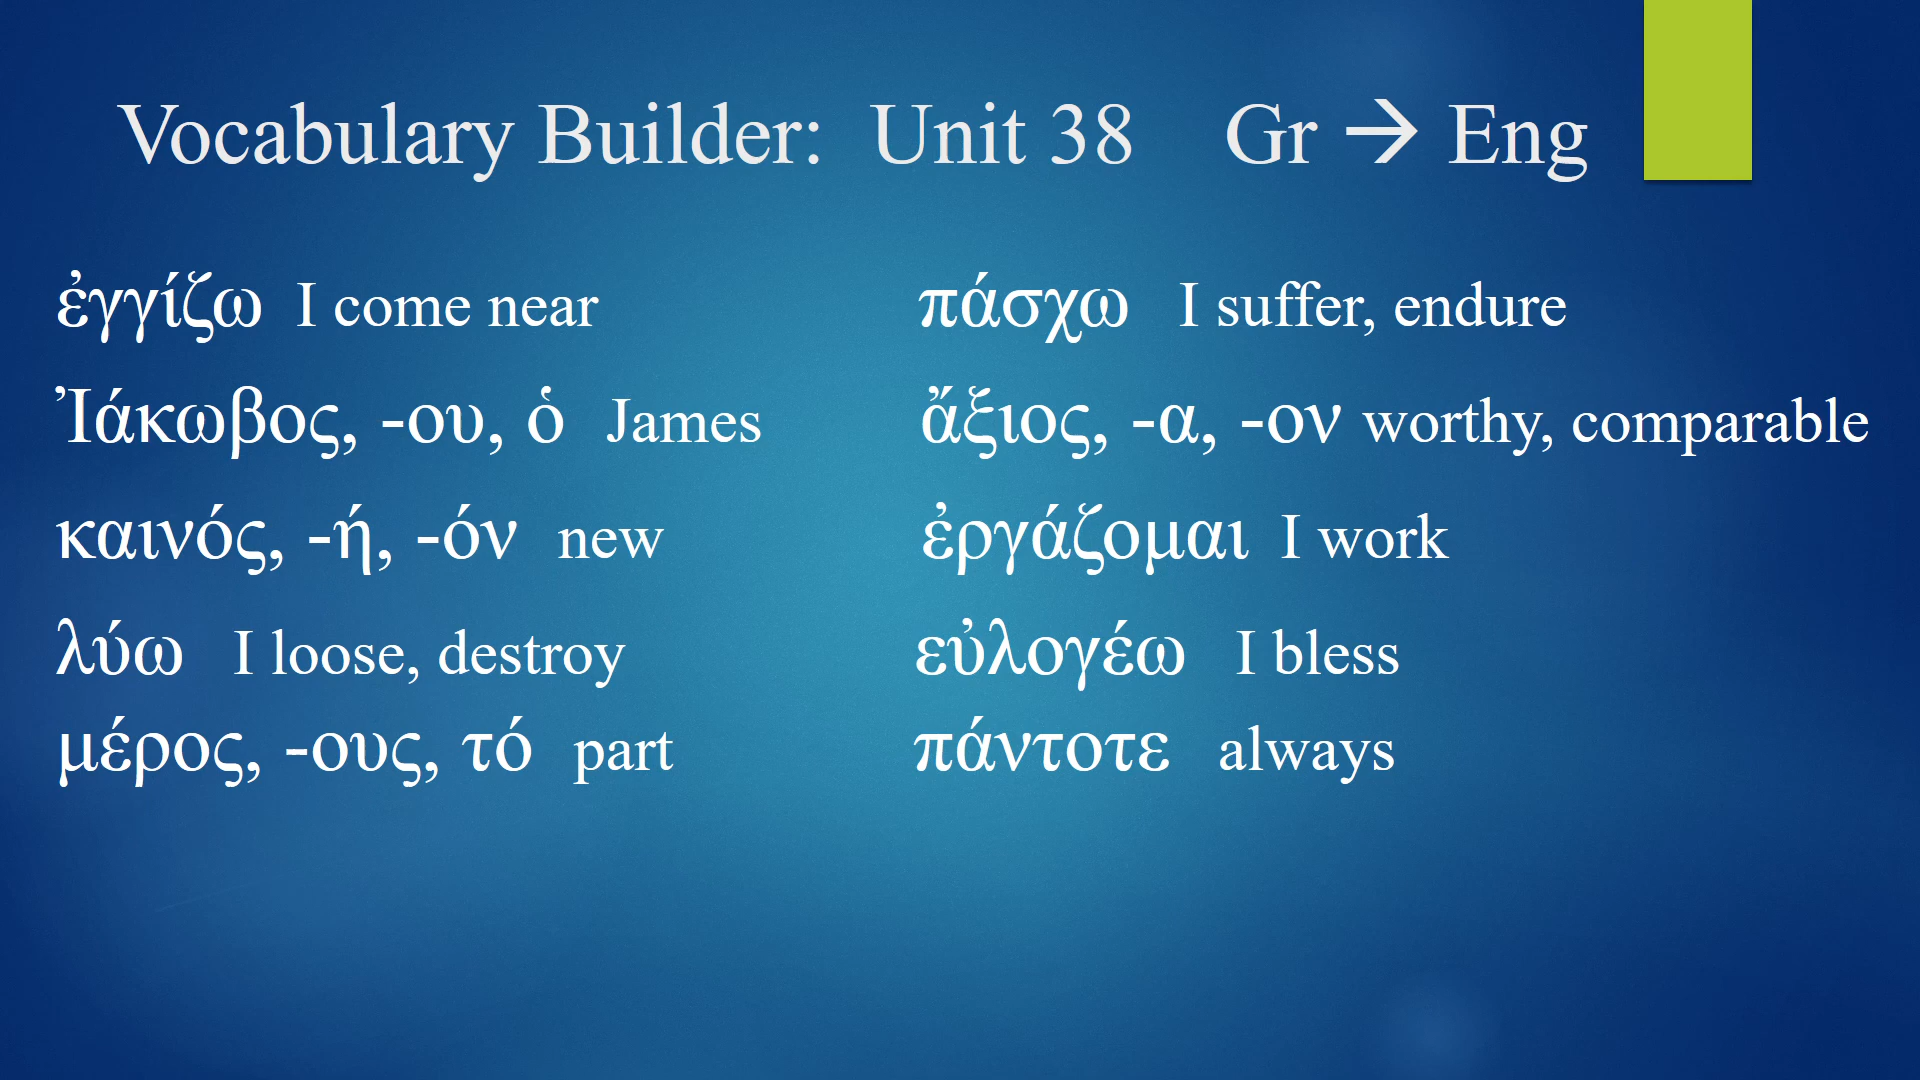 Vocabulary Builder: Unit 38 Gr → Eng
ἐγγίζω I come near
Ἰάκωβος, -ου, ὁ James
καινός, -ή, -όν new
λύω I loose, destroy
μέρος, -ους, τό part
πάσχω I suffer, endure
ἄξιος, -α, -ον worthy, comparable
ἐργάζομαι I work
εὐλογέω I bless
πάντοτε always